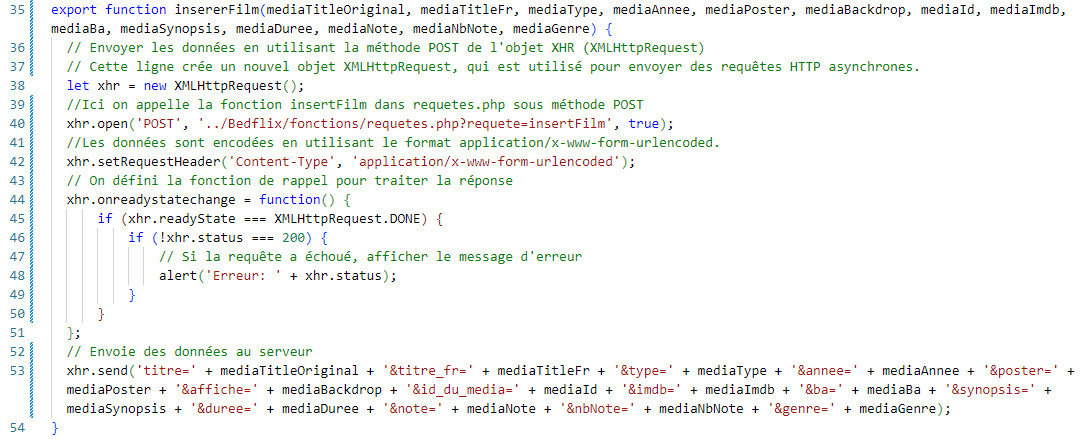 35 export function insererFilm(mediaTitleOriginal, mediaTitleFr, mediaType, mediaAnnee, mediaPoster, mediaBackdrop, mediaId, mediaImdb,
mediaBa, mediaSynopsis, mediaDuree, mediaNote, mediaNbNote, mediaGenre) {
36 // Envoyer les données en utilisant la méthode POST de l'objet XHR (XMLHttpRequest)
37 // Cette ligne crée un nouvel objet XMLHttpRequest, qui est utilisé pour envoyer des requêtes HTTP asynchrones.
38 let xhr = new XMLHttpRequest();
39 //Ici on appelle la fonction insertFilm dans requetes.php sous méthode POST
40 xhr.open('POST', '../Bedflix/fonctions/requetes.php?requete=insertFilm', true);
41 //Les données sont encodées en utilisant le format application/x-www-form-urlencoded.
42 xhr.setRequestHeader('Content-Type', 'application/x-www-form-urlencoded');
43 // On défini la fonction de rappel pour traiter la réponse
44 xhr.onreadystatechange = function() {
45 if (xhr.readyState === XMLHttpRequest.DONE) {
46 if (!xhr.status === 200) {
47 // Si la requête a échoué, afficher le message d'erreur
48 alert('Erreur: ' + xhr.status);
49 }
50 }
51 };
52 // Envoie des données au serveur
53 xhr.send('titre=' + mediaTitleOriginal + '&titre_fr=' + mediaTitleFr + '&type=' + mediaType + '&annee=' + mediaAnnee + '&poster=' +
mediaPoster + '&affiche=' + mediaBackdrop + '&id_du_media=' + mediaId + '&imdb=' + mediaImdb + '&ba=' + mediaBa + '&synopsis=' +
mediaSynopsis + '&duree=' + mediaDuree + '&note=' + mediaNote + '&nbNote=' + mediaNbNote + '&genre=' + mediaGenre);
54 }